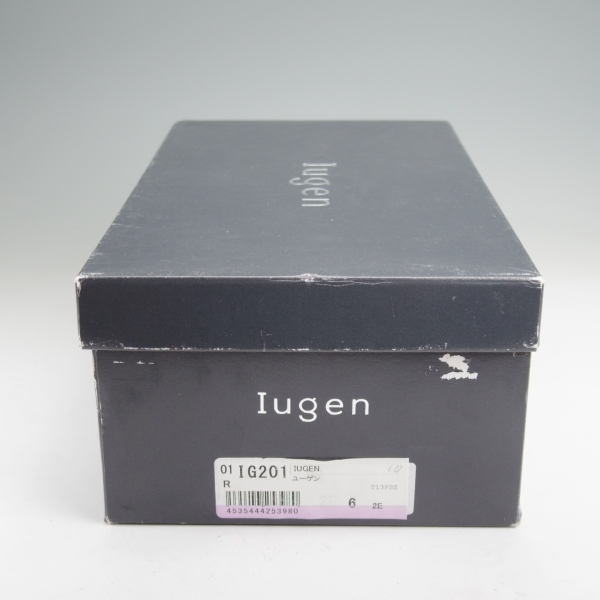 Iugen
Iugen
01 IG201 IUGEN
R ユーゲン
6 2E
4535444253980